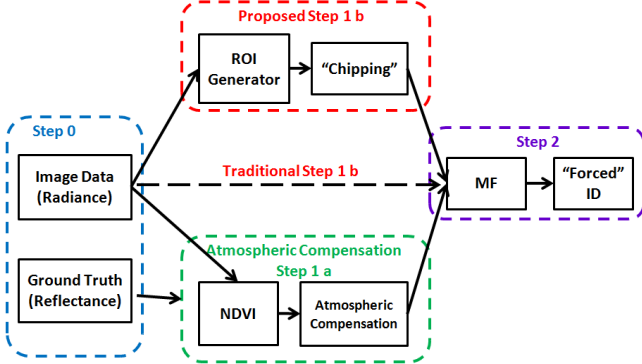 Proposed Step 1 b
ROI
Generator
“Chipping”
Step 0
Image Data
(Radiance)
Traditional Step 1 b
Step 2
MF
“Forced”
ID
Ground Truth
(Reflectance)
Atmospheric Compensation
Step 1 a
NDVI
Atmospheric
Compensation